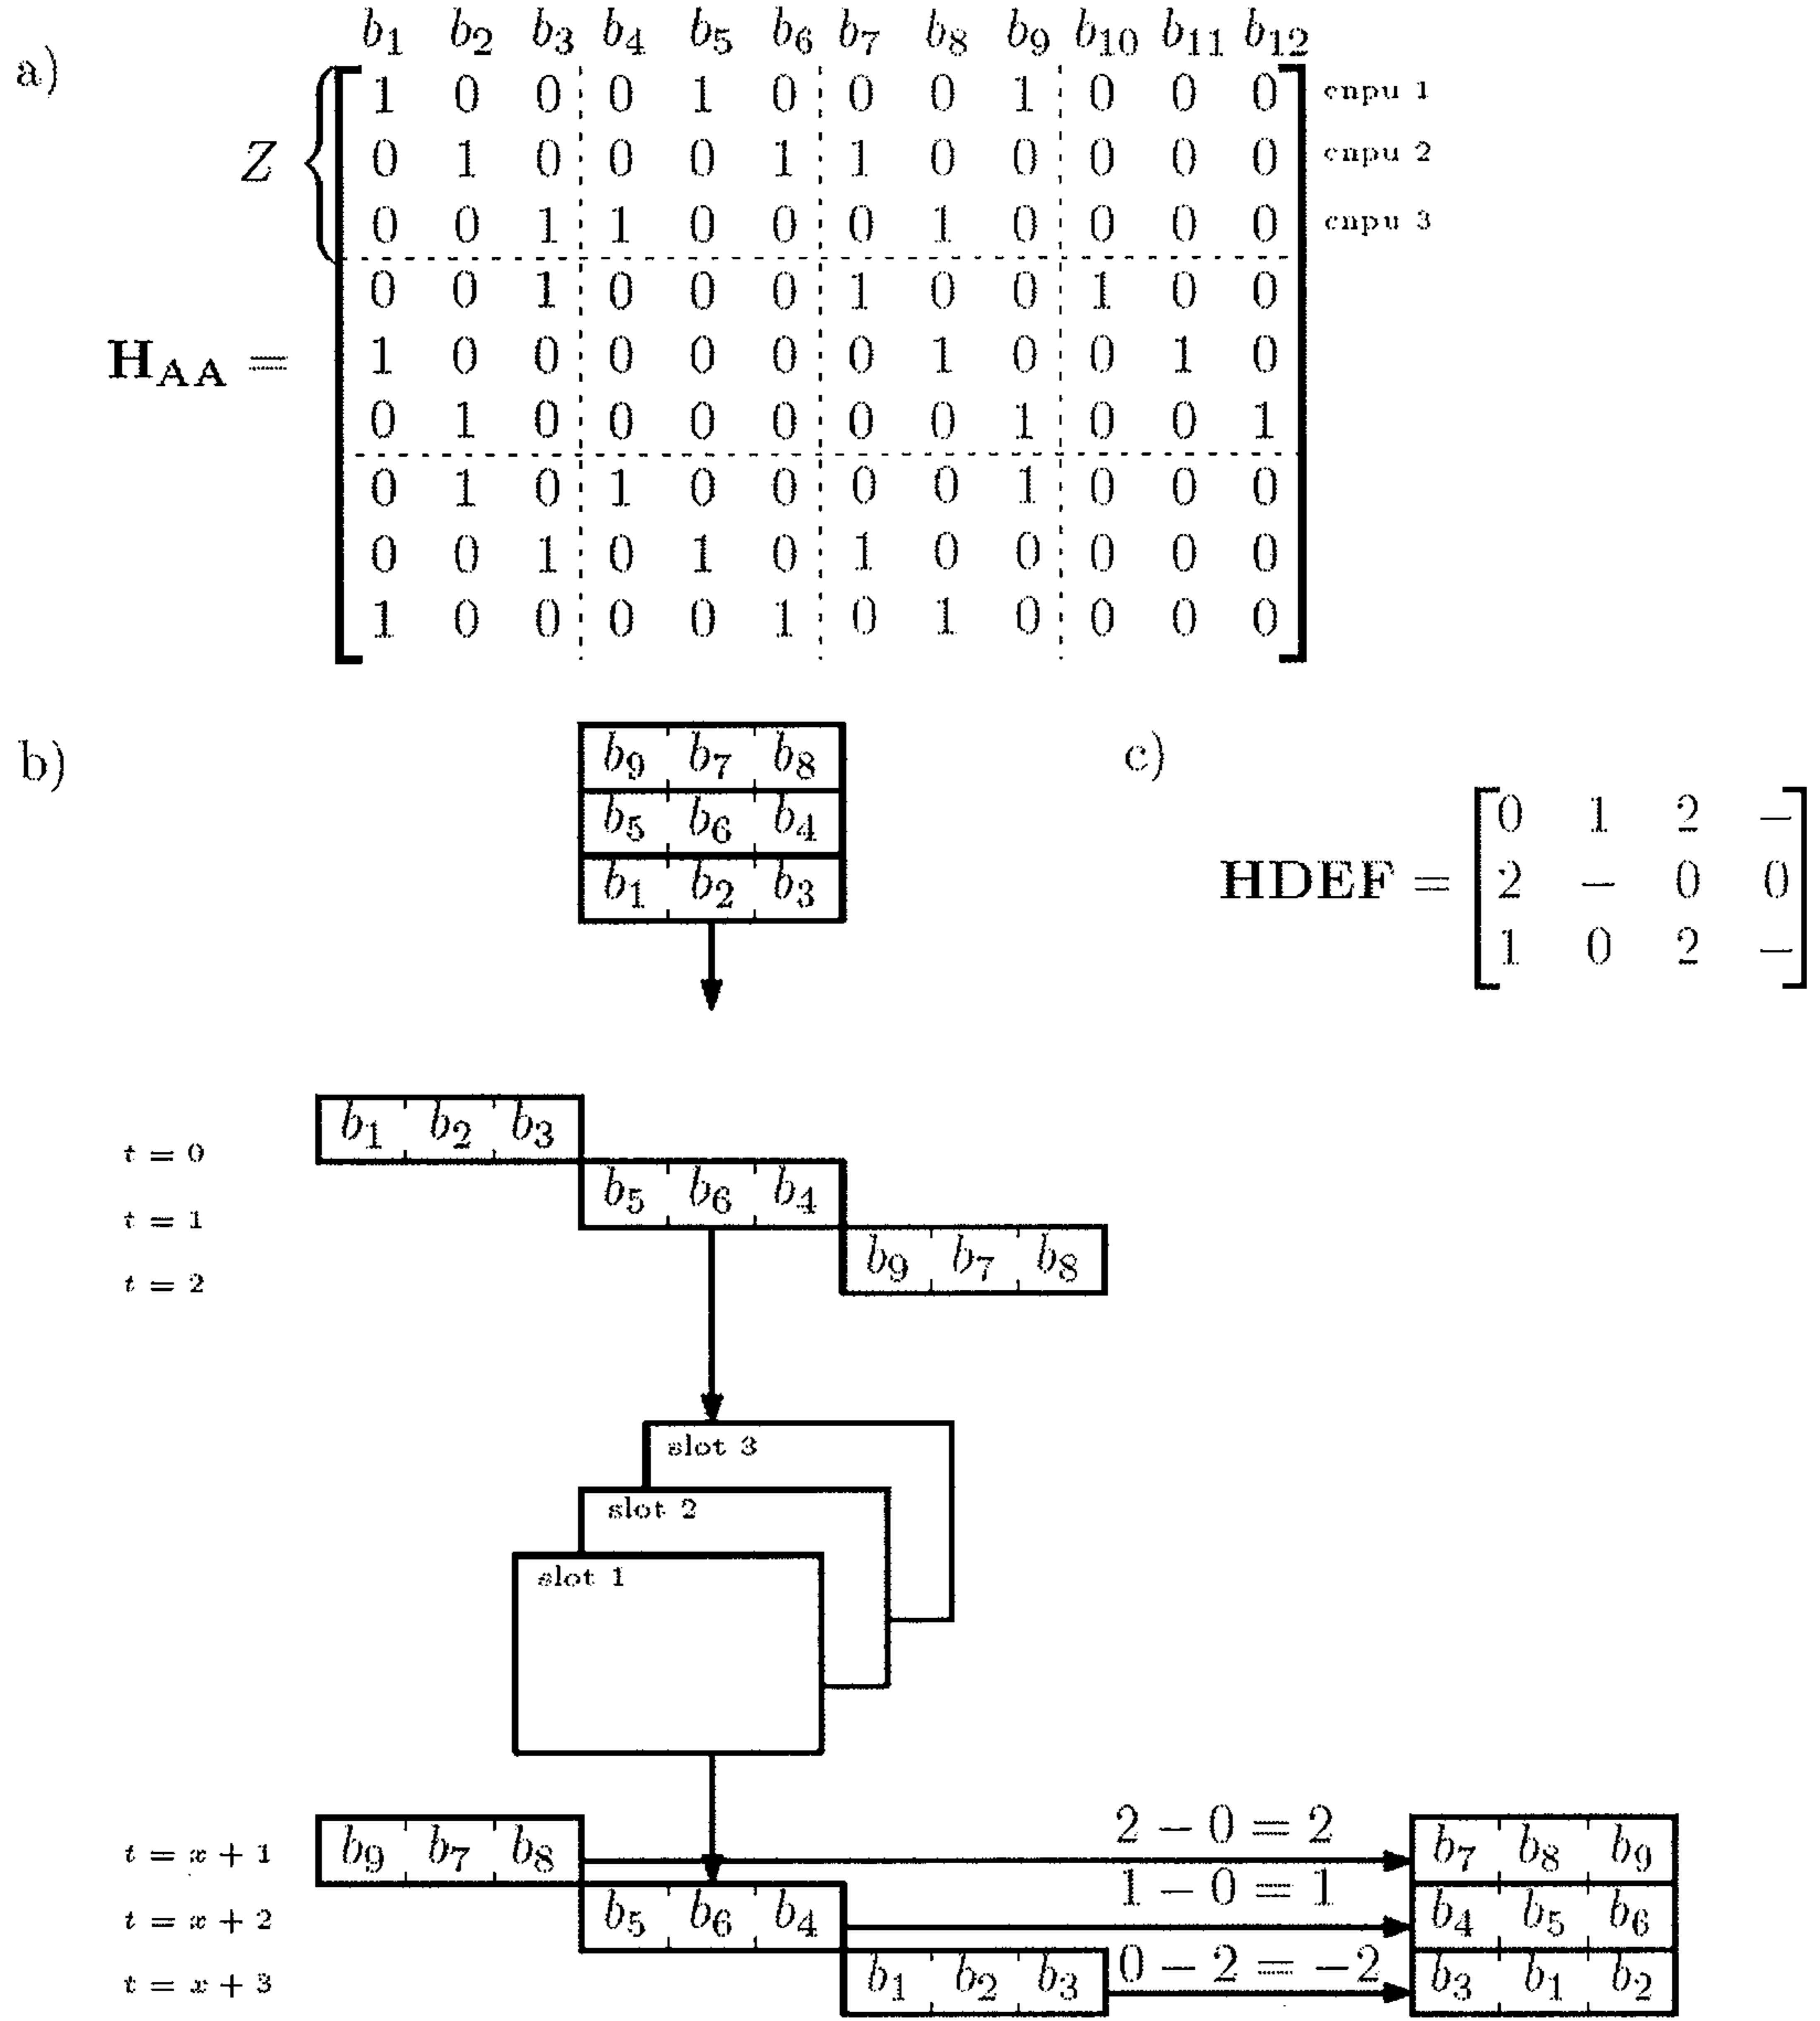 a)
b1 b2 b3 b4 b5 b6 b7 b8 b9 b10 b11 b12
1 0 0 0 1 0 0 0 1 0 0 0 cnpu 1
Z 0 1 0 0 0 1 1 0 0 0 0 0 cnpu 2
0 0 1 1 0 0 0 1 0 0 0 0 cnpu 3
0 0 1 0 0 0 1 0 0 1 0 0
HAA = 1 0 0 0 0 0 0 1 0 0 1 0
0 1 0 0 0 0 0 0 1 0 0 1
0 1 0 1 0 0 0 0 1 0 0 0
0 0 1 0 1 0 1 0 0 0 0 0
1 0 0 0 0 1 0 1 0 0 0 0
b)
b9 b7 b8
b5 b6 b4
b1 b2 b3
c)
0 1 2 –
HDEF = 2 – 0 0
1 0 2 –
t = 0 b1 b2 b3
t = 1 b5 b6 b4
t = 2 b9 b7 b8
slot 3
slot 2
slot 1
t = x + 1 b9 b7 b8 2 – 0 = 2 b7 b8 b9
t = x + 2 b5 b6 b4 1 – 0 = 1 b4 b5 b6
t = x + 3 b1 b2 b3 0 – 2 = –2 b3 b1 b2